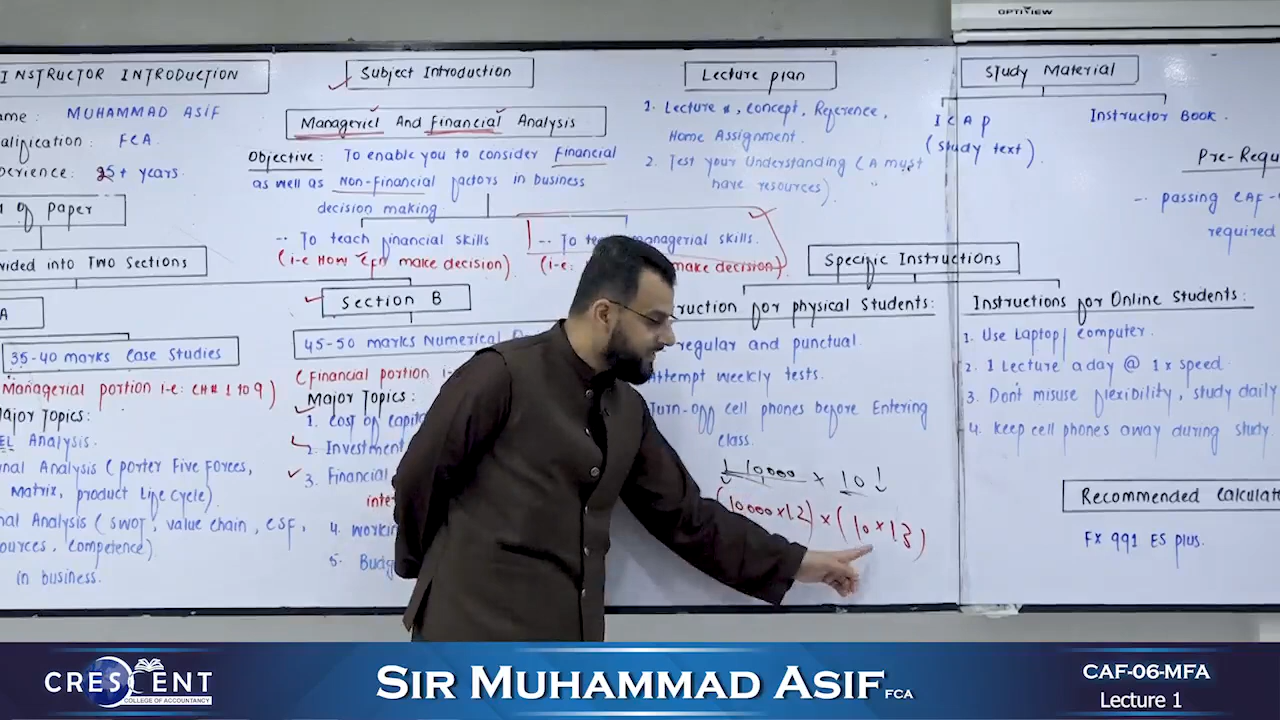 OPTIVIEW
INSTRUCTOR INTRODUCTION
ame: MUHAMMAD ASIF
alification: FCA
perience: 25+ years.
of Paper
vided into Two Sections
A
35-40 marks Case Studies
Managerial portion i-e: CH# 1 to 9)
ajor Topics:
EL Analysis.
nal Analysis (porter Five Forces,
Matrix, product Life cycle)
nal Analysis (SWOT, value chain, CSF,
ources, Competence)
in business.
Subject Introduction
Manageriel And Financial Analysis
Objective: To enable you to consider Financial
as well as Non-Financial factors in business
decision making
-- To teach financial skills
(i-e How CFO make decision)
-- To te managerial skills.
(i-e: make decision)
Section B
45-50 marks Numerical
(Financial portion i-
Major Topics:
1. Cost of capit
2. Investment
3. Financial
inte
4. workin
5. Budg
Lecture plan
1. Lecture #, concept, Reference,
Home Assignment.
2. Test your Understanding (A must
have resources).
Study Material
ICAP
(Study text)
Instructor Book.
Pre-Requ
-- passing CAF-
required
Specific Instructions
ruction for physical Students:
regular and punctual.
Attempt weekly tests.
Turn-off cell phones before Entering
class.
10000 x 10
(10000x1.2) x (10x1.3)
Instructions for Online Students:
1. Use Laptop/computer.
2. 1 Lecture a day @ 1x speed.
3. Don't misuse flexibility, study daily
4. Keep cell phones away during study.
Recommended Calculat
FX 991 ES plus.
CRESCENT
COLLEGE OF ACCOUNTANCY
SIR MUHAMMAD ASIF FCA
CAF-06-MFA
Lecture 1